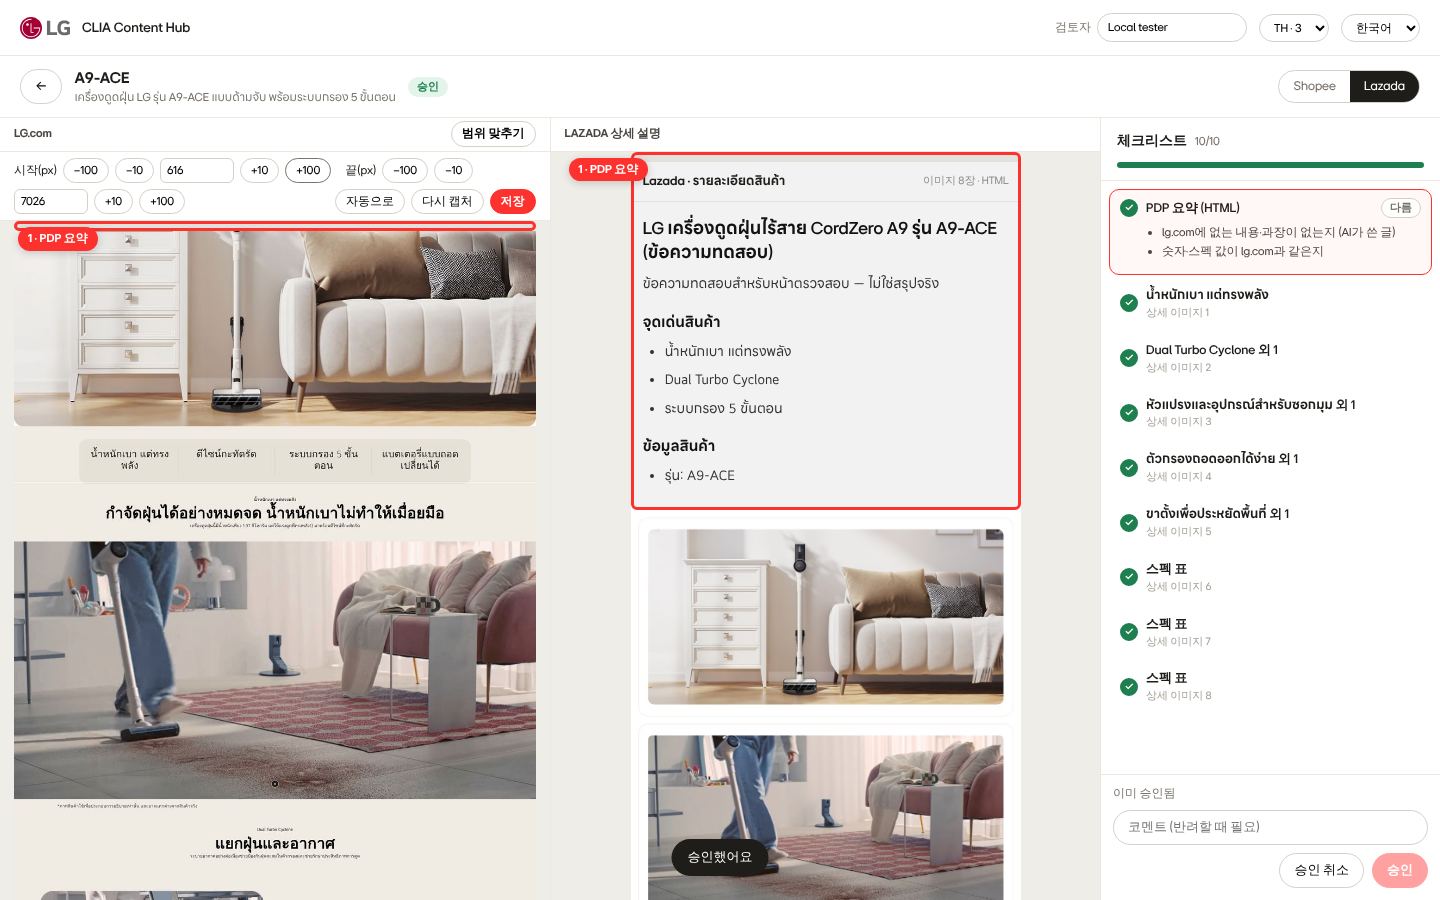 LG
CLIA Content Hub
검토자
Local tester
TH · 3
한국어
A9-ACE
เครื่องดูดฝุ่น LG รุ่น A9-ACE แบบด้ามจับ พร้อมระบบกรอง 5 ขั้นตอน
승인
Shopee
Lazada
LG.com
범위 맞추기
시작(px)
−100
−10
616
+10
+100
끝(px)
−100
−10
7026
+10
+100
자동으로
다시 캡처
저장
1 · PDP 요약
น้ำหนักเบา แต่ทรง
พลัง
ดีไซน์กะทัดรัด
ระบบกรอง 5 ขั้น
ตอน
แบตเตอรี่แบบถอด
เปลี่ยนได้
น้ำหนักเบา แต่ทรงพลัง
กำจัดฝุ่นได้อย่างหมดจด น้ำหนักเบาไม่ทำให้เมื่อยมือ
Dual Turbo Cyclone
แยกฝุ่นและอากาศ
LAZADA 상세 설명
1 · PDP 요약
Lazada · รายละเอียดสินค้า
이미지 8장 · HTML
LG เครื่องดูดฝุ่นไร้สาย CordZero A9 รุ่น A9-ACE
(ข้อความทดสอบ)
ข้อความทดสอบสำหรับหน้าตรวจสอบ — ไม่ใช่สรุปจริง
จุดเด่นสินค้า
• น้ำหนักเบา แต่ทรงพลัง
• Dual Turbo Cyclone
• ระบบกรอง 5 ขั้นตอน
ข้อมูลสินค้า
• รุ่น: A9-ACE
승인했어요
체크리스트 10/10
PDP 요약 (HTML)
다름
• lg.com에 없는 내용·과장이 없는지 (AI가 쓴 글)
• 숫자·스펙 값이 lg.com과 같은지
น้ำหนักเบา แต่ทรงพลัง
상세 이미지 1
Dual Turbo Cyclone 외 1
상세 이미지 2
หัวแปรงและอุปกรณ์สำหรับซอกมุม 외 1
상세 이미지 3
ตัวกรองถอดออกได้ง่าย 외 1
상세 이미지 4
ขาตั้งเพื่อประหยัดพื้นที่ 외 1
상세 이미지 5
스펙 표
상세 이미지 6
스펙 표
상세 이미지 7
스펙 표
상세 이미지 8
이미 승인됨
코멘트 (반려할 때 필요)
승인 취소
승인